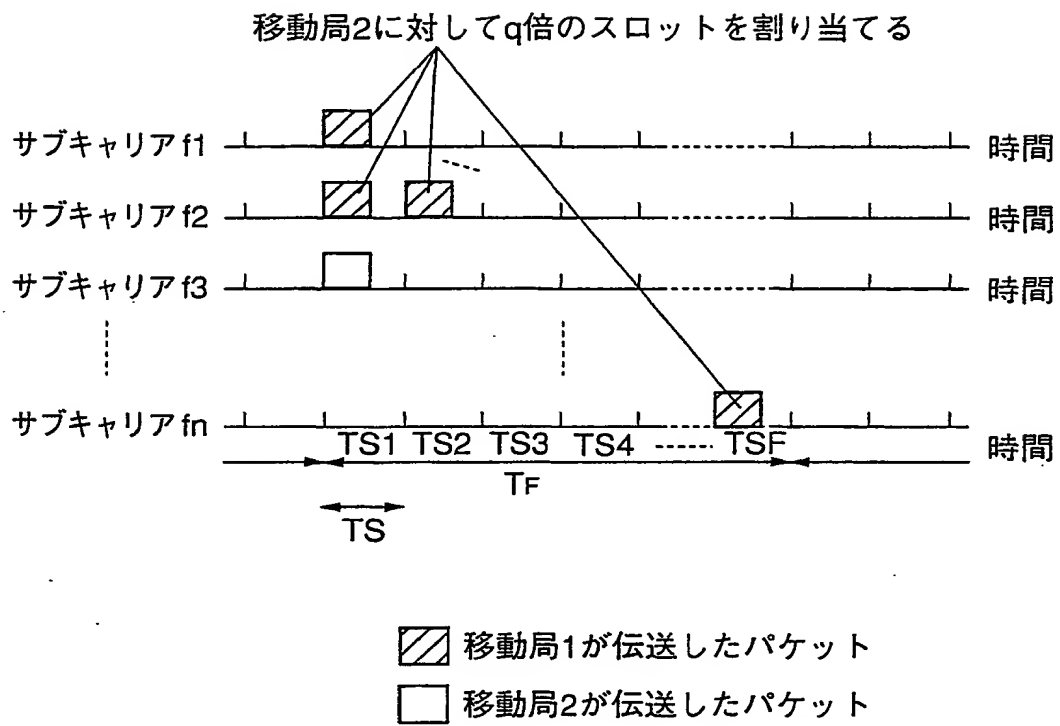 移動局2に対してq倍のスロットを割り当てる
サブキャリアf1
時間
サブキャリアf2
時間
サブキャリアf3
時間
サブキャリアfn
TS1 TS2 TS3 TS4 TSF
時間
TF
TS
移動局1が伝送したパケット
移動局2が伝送したパケット